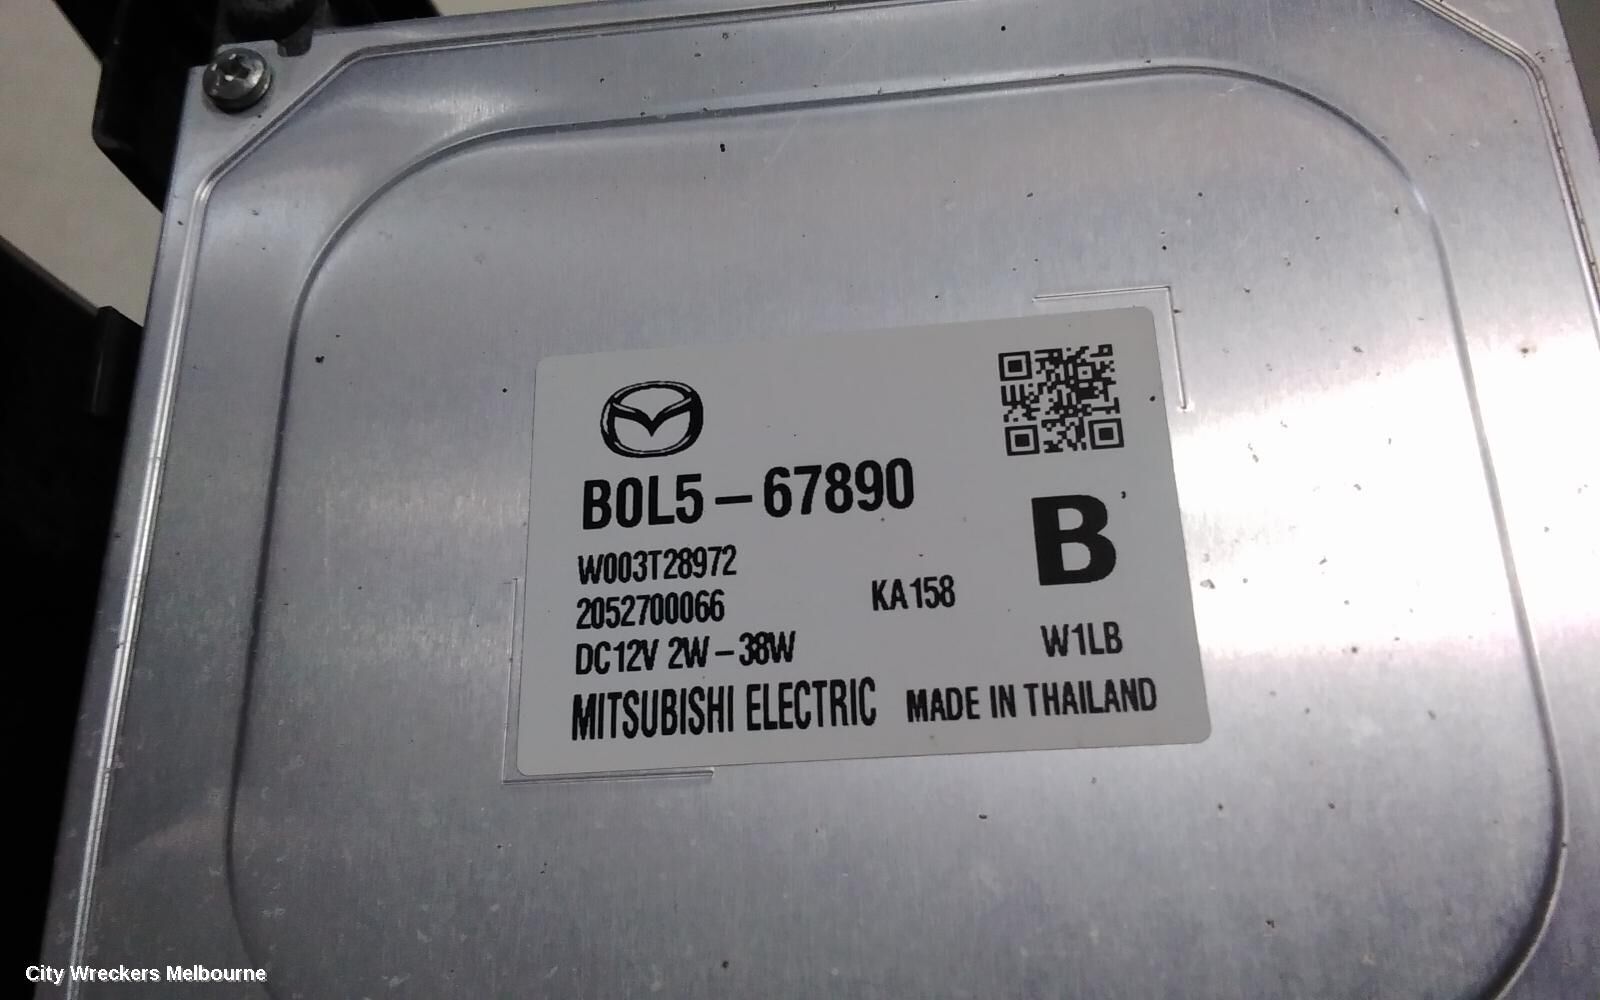 B0L5-67890
B
W003T28972
2052700066
KA158
DC12V 2W-38W
W1LB
MITSUBISHI ELECTRIC MADE IN THAILAND
City Wreckers Melbourne